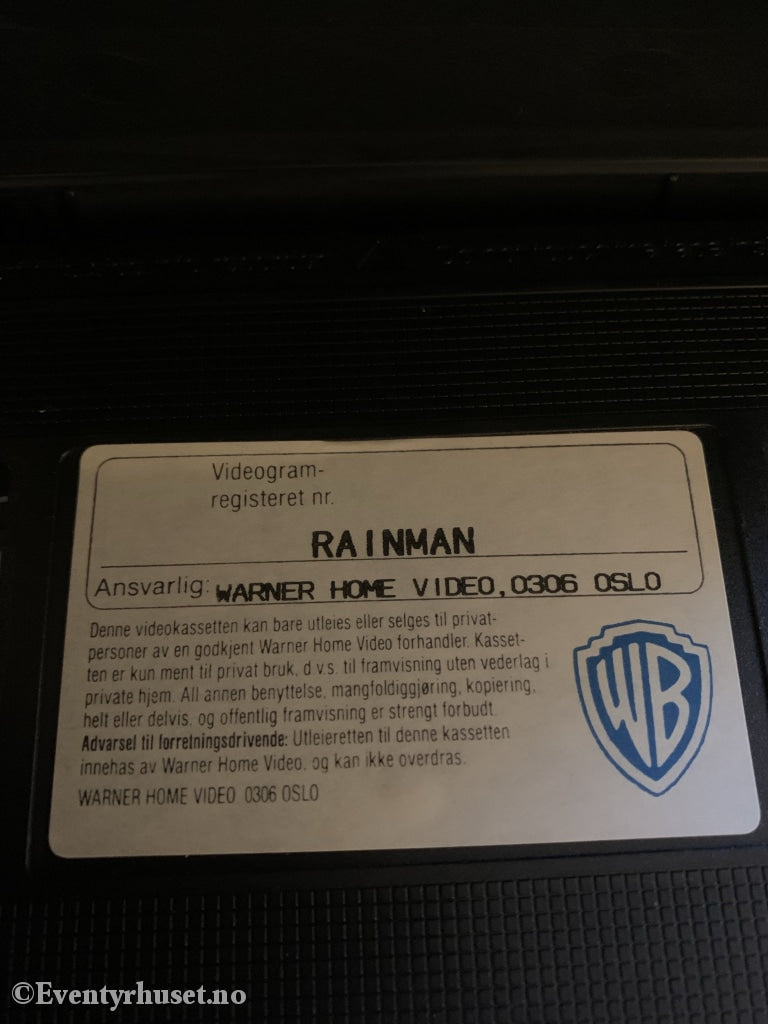 Videogram-
registeret nr.
RAINMAN
Ansvarlig: WARNER HOME VIDEO, 0306 OSLO
Denne videokassetten kan bare utleies eller selges til privat-
personer av en godkjent Warner Home Video forhandler. Kasset-
ten er kun ment til privat bruk, d.v.s. til framvisning uten vederlag i
private hjem. All annen benyttelse, mangfoldiggjøring, kopiering,
helt eller delvis, og offentlig framvisning er strengt forbudt.
Advarsel til forretningsdrivende: Utleieretten til denne kassetten
innehas av Warner Home Video, og kan ikke overdras.
WARNER HOME VIDEO 0306 OSLO
WB
©Eventyrhuset.no